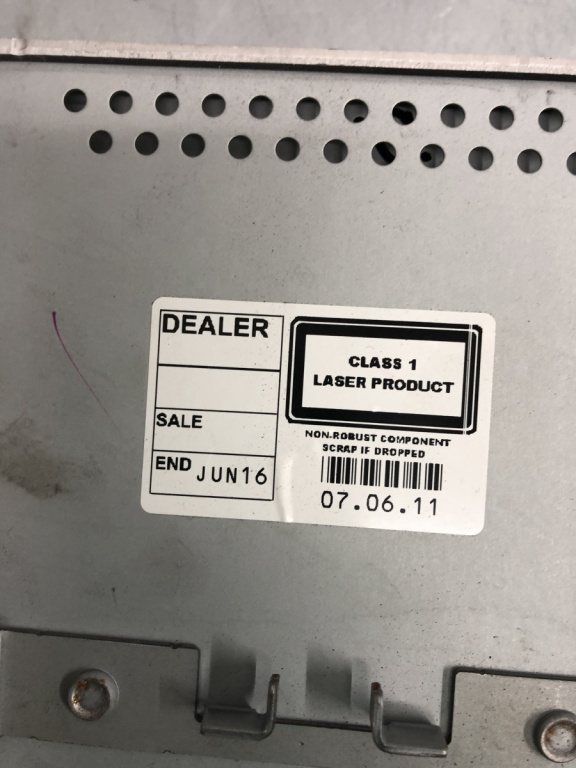 DEALER
SALE
END JUN16
CLASS 1
LASER PRODUCT
NON-ROBUST COMPONENT
SCRAP IF DROPPED
07.06.11